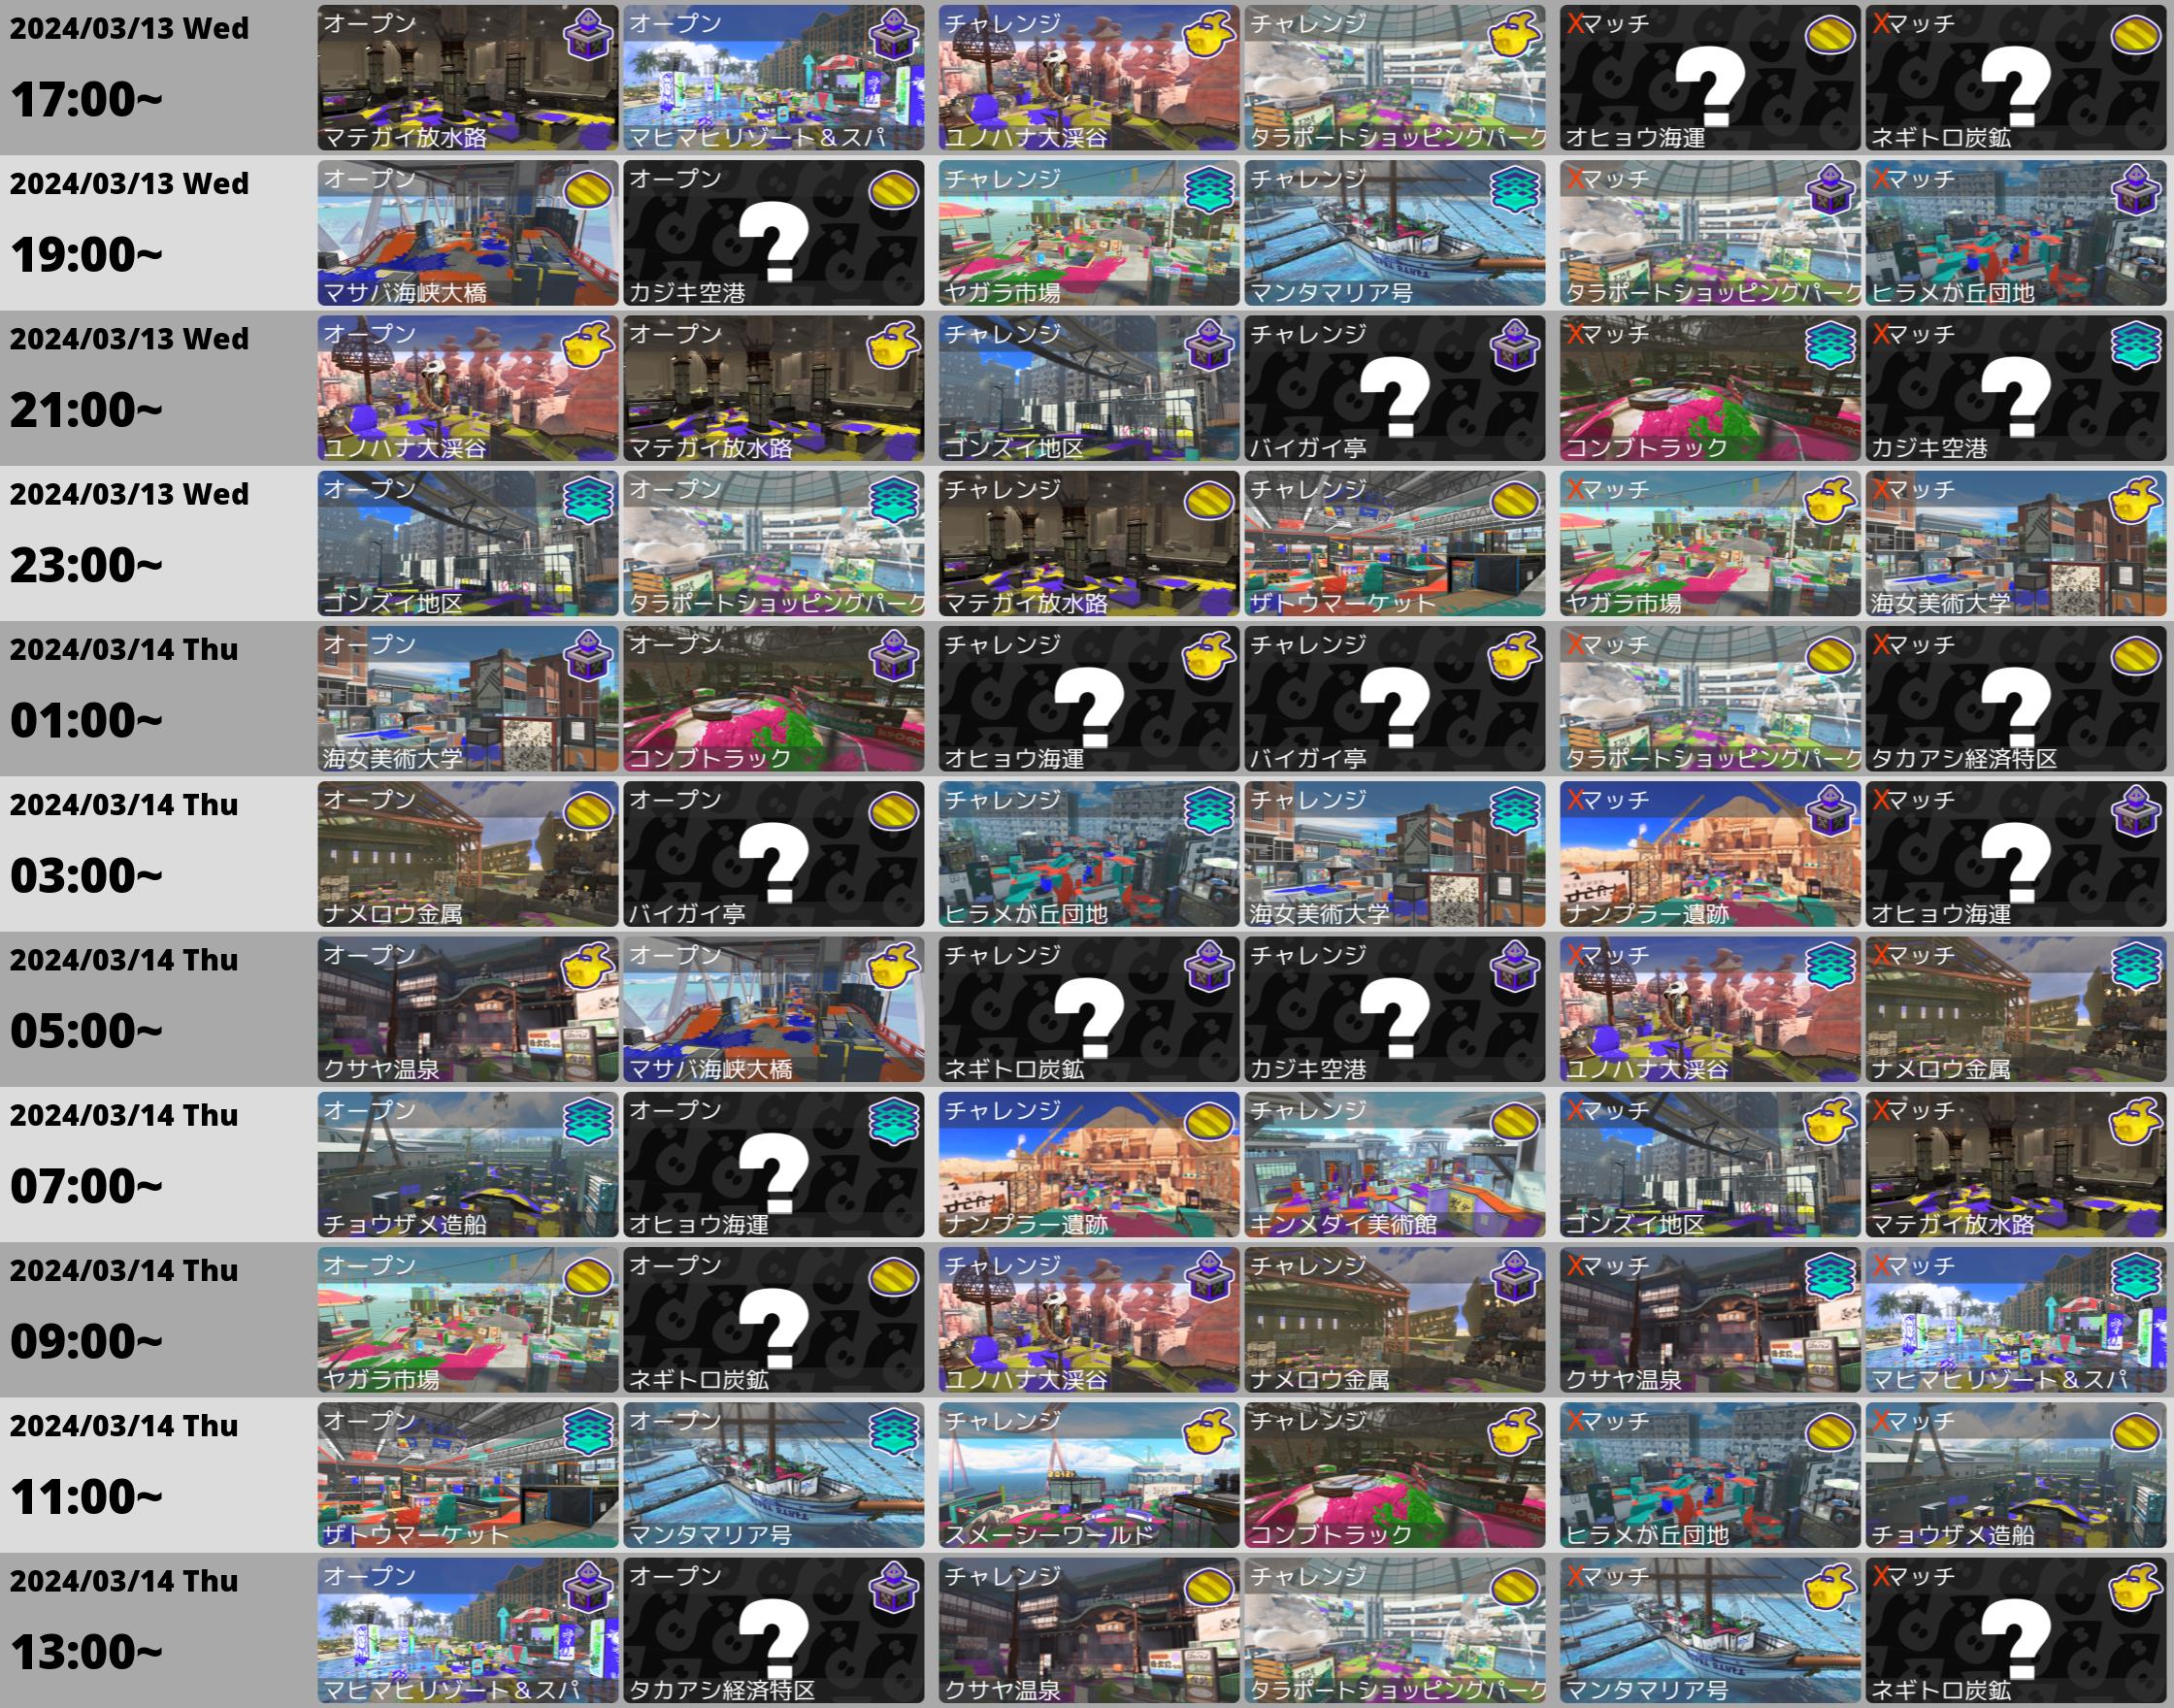 2024/03/13 Wed
17:00~
オープン
マテガイ放水路
オープン
マヒマヒリゾート＆スパ
チャレンジ
ユノハナ大渓谷
チャレンジ
タラポートショッピングパーク
Xマッチ
?
オヒョウ海運
Xマッチ
?
ネギトロ炭鉱
2024/03/13 Wed
19:00~
オープン
マサバ海峡大橋
オープン
?
カジキ空港
チャレンジ
ヤガラ市場
チャレンジ
マンタマリア号
Xマッチ
タラポートショッピングパーク
Xマッチ
ヒラメが丘団地
2024/03/13 Wed
21:00~
オープン
ユノハナ大渓谷
オープン
マテガイ放水路
チャレンジ
ゴンズイ地区
チャレンジ
?
バイガイ亭
Xマッチ
コンブトラック
Xマッチ
?
カジキ空港
2024/03/13 Wed
23:00~
オープン
ゴンズイ地区
オープン
タラポートショッピングパーク
チャレンジ
マテガイ放水路
チャレンジ
ザトウマーケット
Xマッチ
ヤガラ市場
Xマッチ
海女美術大学
2024/03/14 Thu
01:00~
オープン
海女美術大学
オープン
コンブトラック
チャレンジ
?
オヒョウ海運
チャレンジ
?
バイガイ亭
Xマッチ
タラポートショッピングパーク
Xマッチ
?
タカアシ経済特区
2024/03/14 Thu
03:00~
オープン
ナメロウ金属
オープン
?
バイガイ亭
チャレンジ
ヒラメが丘団地
チャレンジ
海女美術大学
Xマッチ
ナンプラー遺跡
Xマッチ
?
オヒョウ海運
2024/03/14 Thu
05:00~
オープン
クサヤ温泉
オープン
マサバ海峡大橋
チャレンジ
?
ネギトロ炭鉱
チャレンジ
?
カジキ空港
Xマッチ
ユノハナ大渓谷
Xマッチ
ナメロウ金属
2024/03/14 Thu
07:00~
オープン
チョウザメ造船
オープン
?
オヒョウ海運
チャレンジ
ナンプラー遺跡
チャレンジ
キンメダイ美術館
Xマッチ
ゴンズイ地区
Xマッチ
マテガイ放水路
2024/03/14 Thu
09:00~
オープン
ヤガラ市場
オープン
?
ネギトロ炭鉱
チャレンジ
ユノハナ大渓谷
チャレンジ
ナメロウ金属
Xマッチ
クサヤ温泉
Xマッチ
マヒマヒリゾート＆スパ
2024/03/14 Thu
11:00~
オープン
ザトウマーケット
オープン
マンタマリア号
チャレンジ
スメーシーワールド
チャレンジ
コンブトラック
Xマッチ
ヒラメが丘団地
Xマッチ
チョウザメ造船
2024/03/14 Thu
13:00~
オープン
マヒマヒリゾート＆スパ
オープン
?
タカアシ経済特区
チャレンジ
クサヤ温泉
チャレンジ
タラポートショッピングパーク
Xマッチ
マンタマリア号
Xマッチ
?
ネギトロ炭鉱